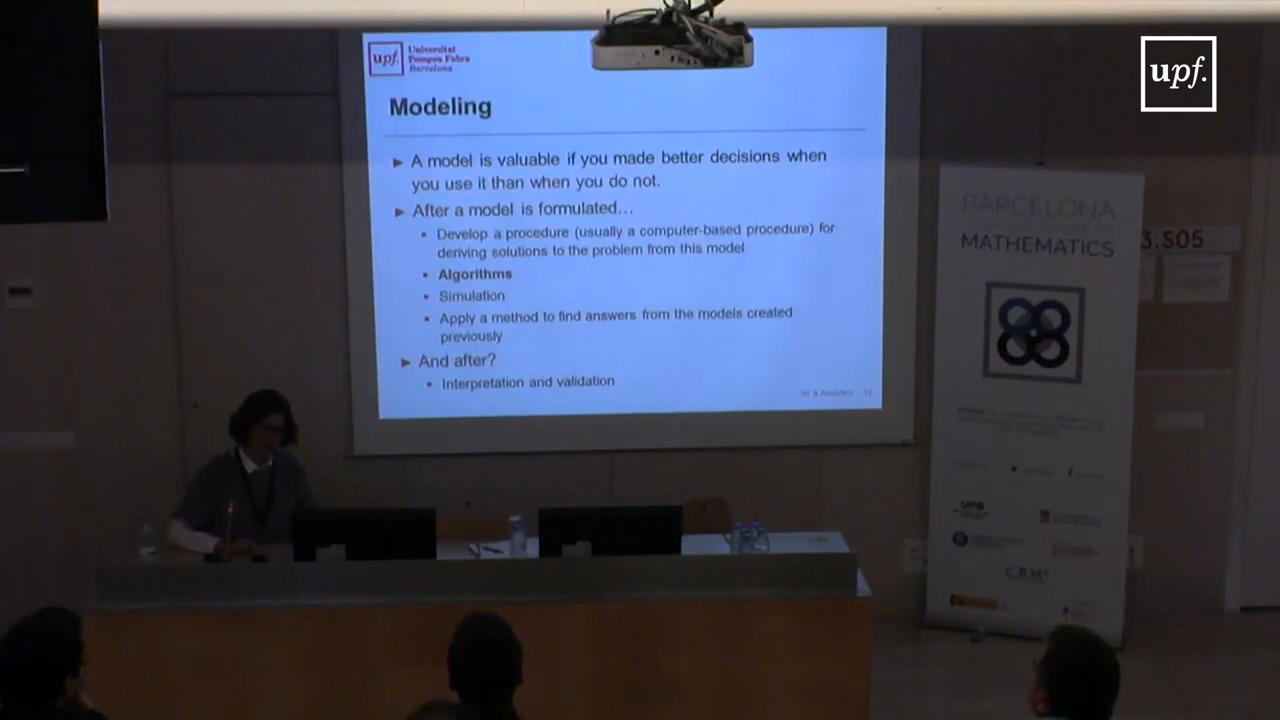 upf.
Universitat
Pompeu Fabra
Barcelona
upf.
Modeling
► A model is valuable if you made better decisions when
you use it than when you do not.
► After a model is formulated…
▪ Develop a procedure (usually a computer-based procedure) for
deriving solutions to the problem from this model
▪ Algorithms
▪ Simulation
▪ Apply a method to find answers from the models created
previously
► And after?
▪ Interpretation and validation
BARCELONA
MATHEMATICS
3.S05